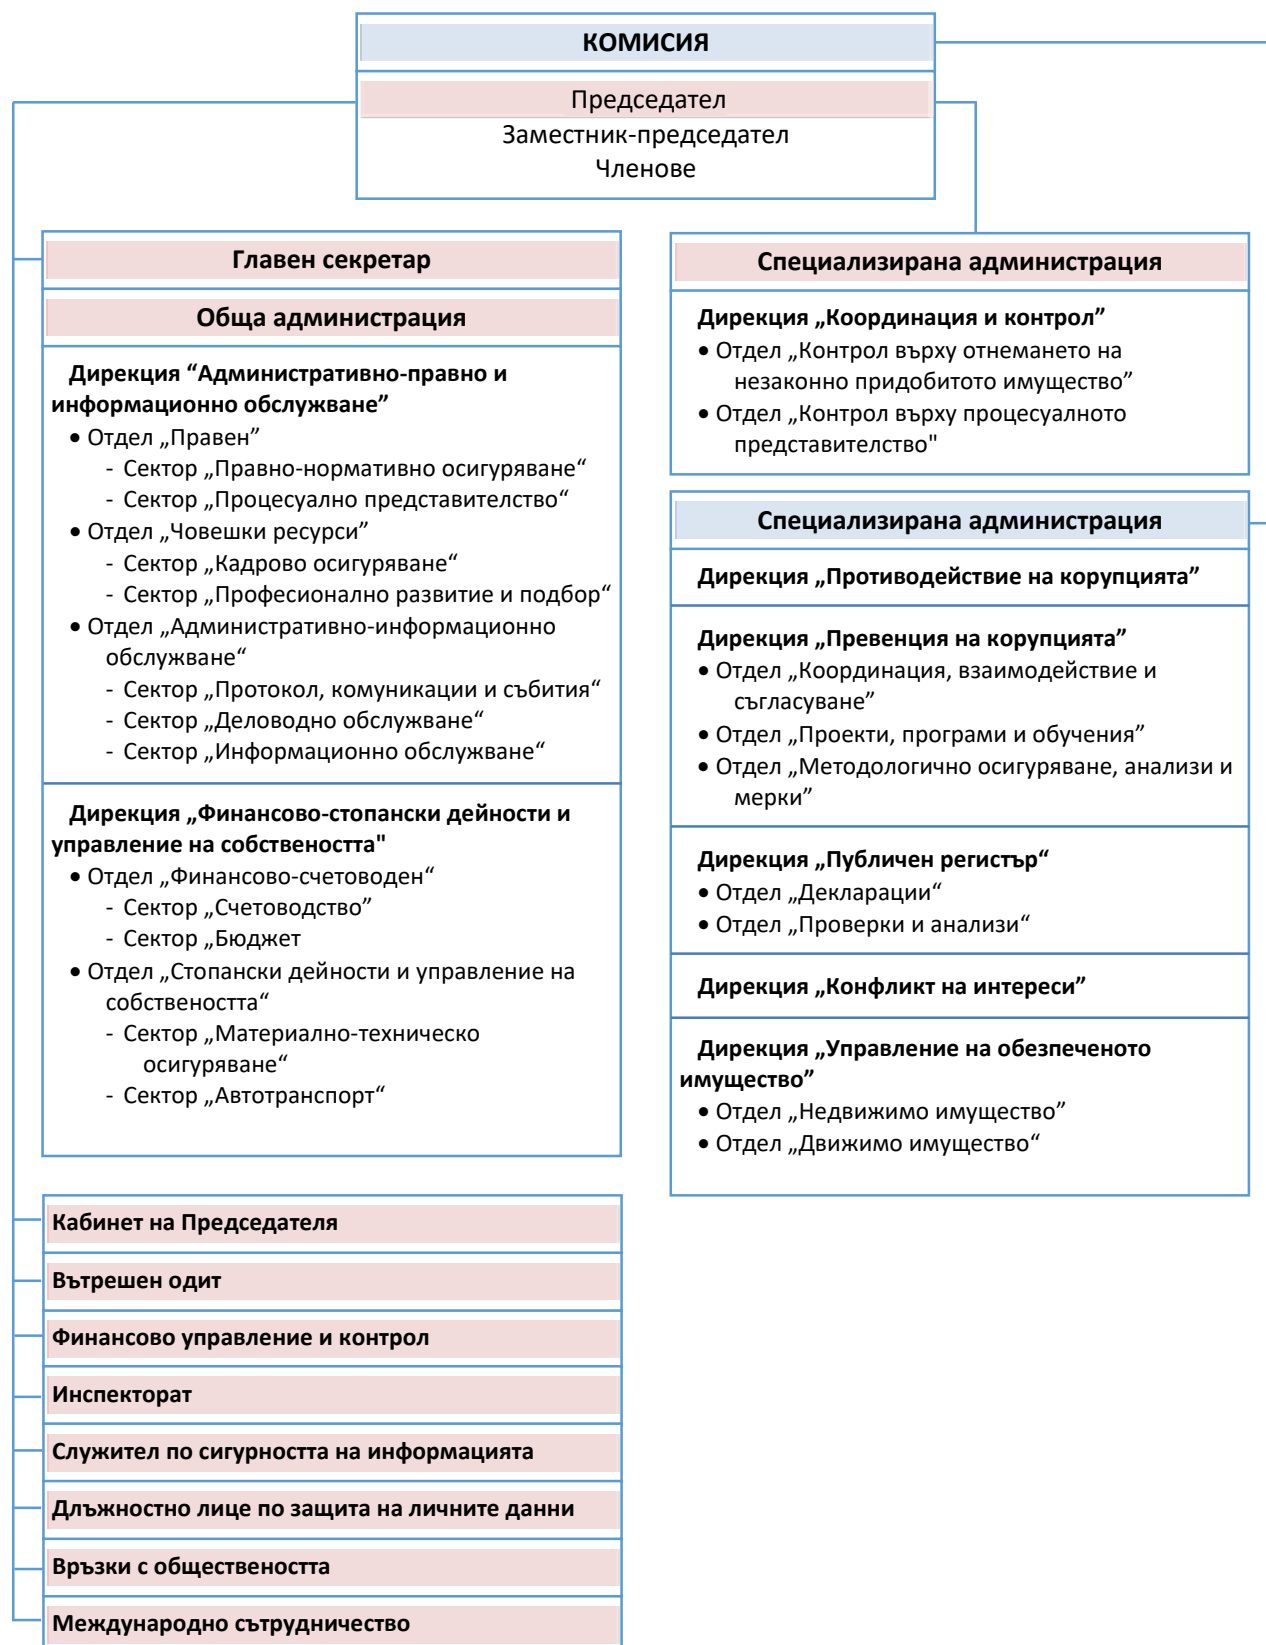 КОМИСИЯ
Председател
Заместник-председател
Членове
Главен секретар
Обща администрация
Дирекция “Административно-правно и
информационно обслужване”
• Отдел „Правен”
- Сектор „Правно-нормативно осигуряване“
- Сектор „Процесуално представителство“
• Отдел „Човешки ресурси”
- Сектор „Кадрово осигуряване“
- Сектор „Професионално развитие и подбор“
• Отдел „Административно-информационно
обслужване“
- Сектор „Протокол, комуникации и събития“
- Сектор „Деловодно обслужване“
- Сектор „Информационно обслужване“
Дирекция „Финансово-стопански дейности и
управление на собствеността"
• Отдел „Финансово-счетоводен“
- Сектор „Счетоводство”
- Сектор „Бюджет
• Отдел „Стопански дейности и управление на
собствеността“
- Сектор „Материално-техническо
осигуряване“
- Сектор „Автотранспорт“
Специализирана администрация
Дирекция „Координация и контрол”
• Отдел „Контрол върху отнемането на
незаконно придобитото имущество”
• Отдел „Контрол върху процесуалното
представителство"
Специализирана администрация
Дирекция „Противодействие на корупцията”
Дирекция „Превенция на корупцията”
• Отдел „Координация, взаимодействие и
съгласуване”
• Отдел „Проекти, програми и обучения”
• Отдел „Методологично осигуряване, анализи и
мерки”
Дирекция „Публичен регистър“
• Отдел „Декларации“
• Отдел „Проверки и анализи“
Дирекция „Конфликт на интереси”
Дирекция „Управление на обезпеченото
имущество”
• Отдел „Недвижимо имущество”
• Отдел „Движимо имущество“
Кабинет на Председателя
Вътрешен одит
Финансово управление и контрол
Инспекторат
Служител по сигурността на информацията
Длъжностно лице по защита на личните данни
Връзки с обществеността
Международно сътрудничество